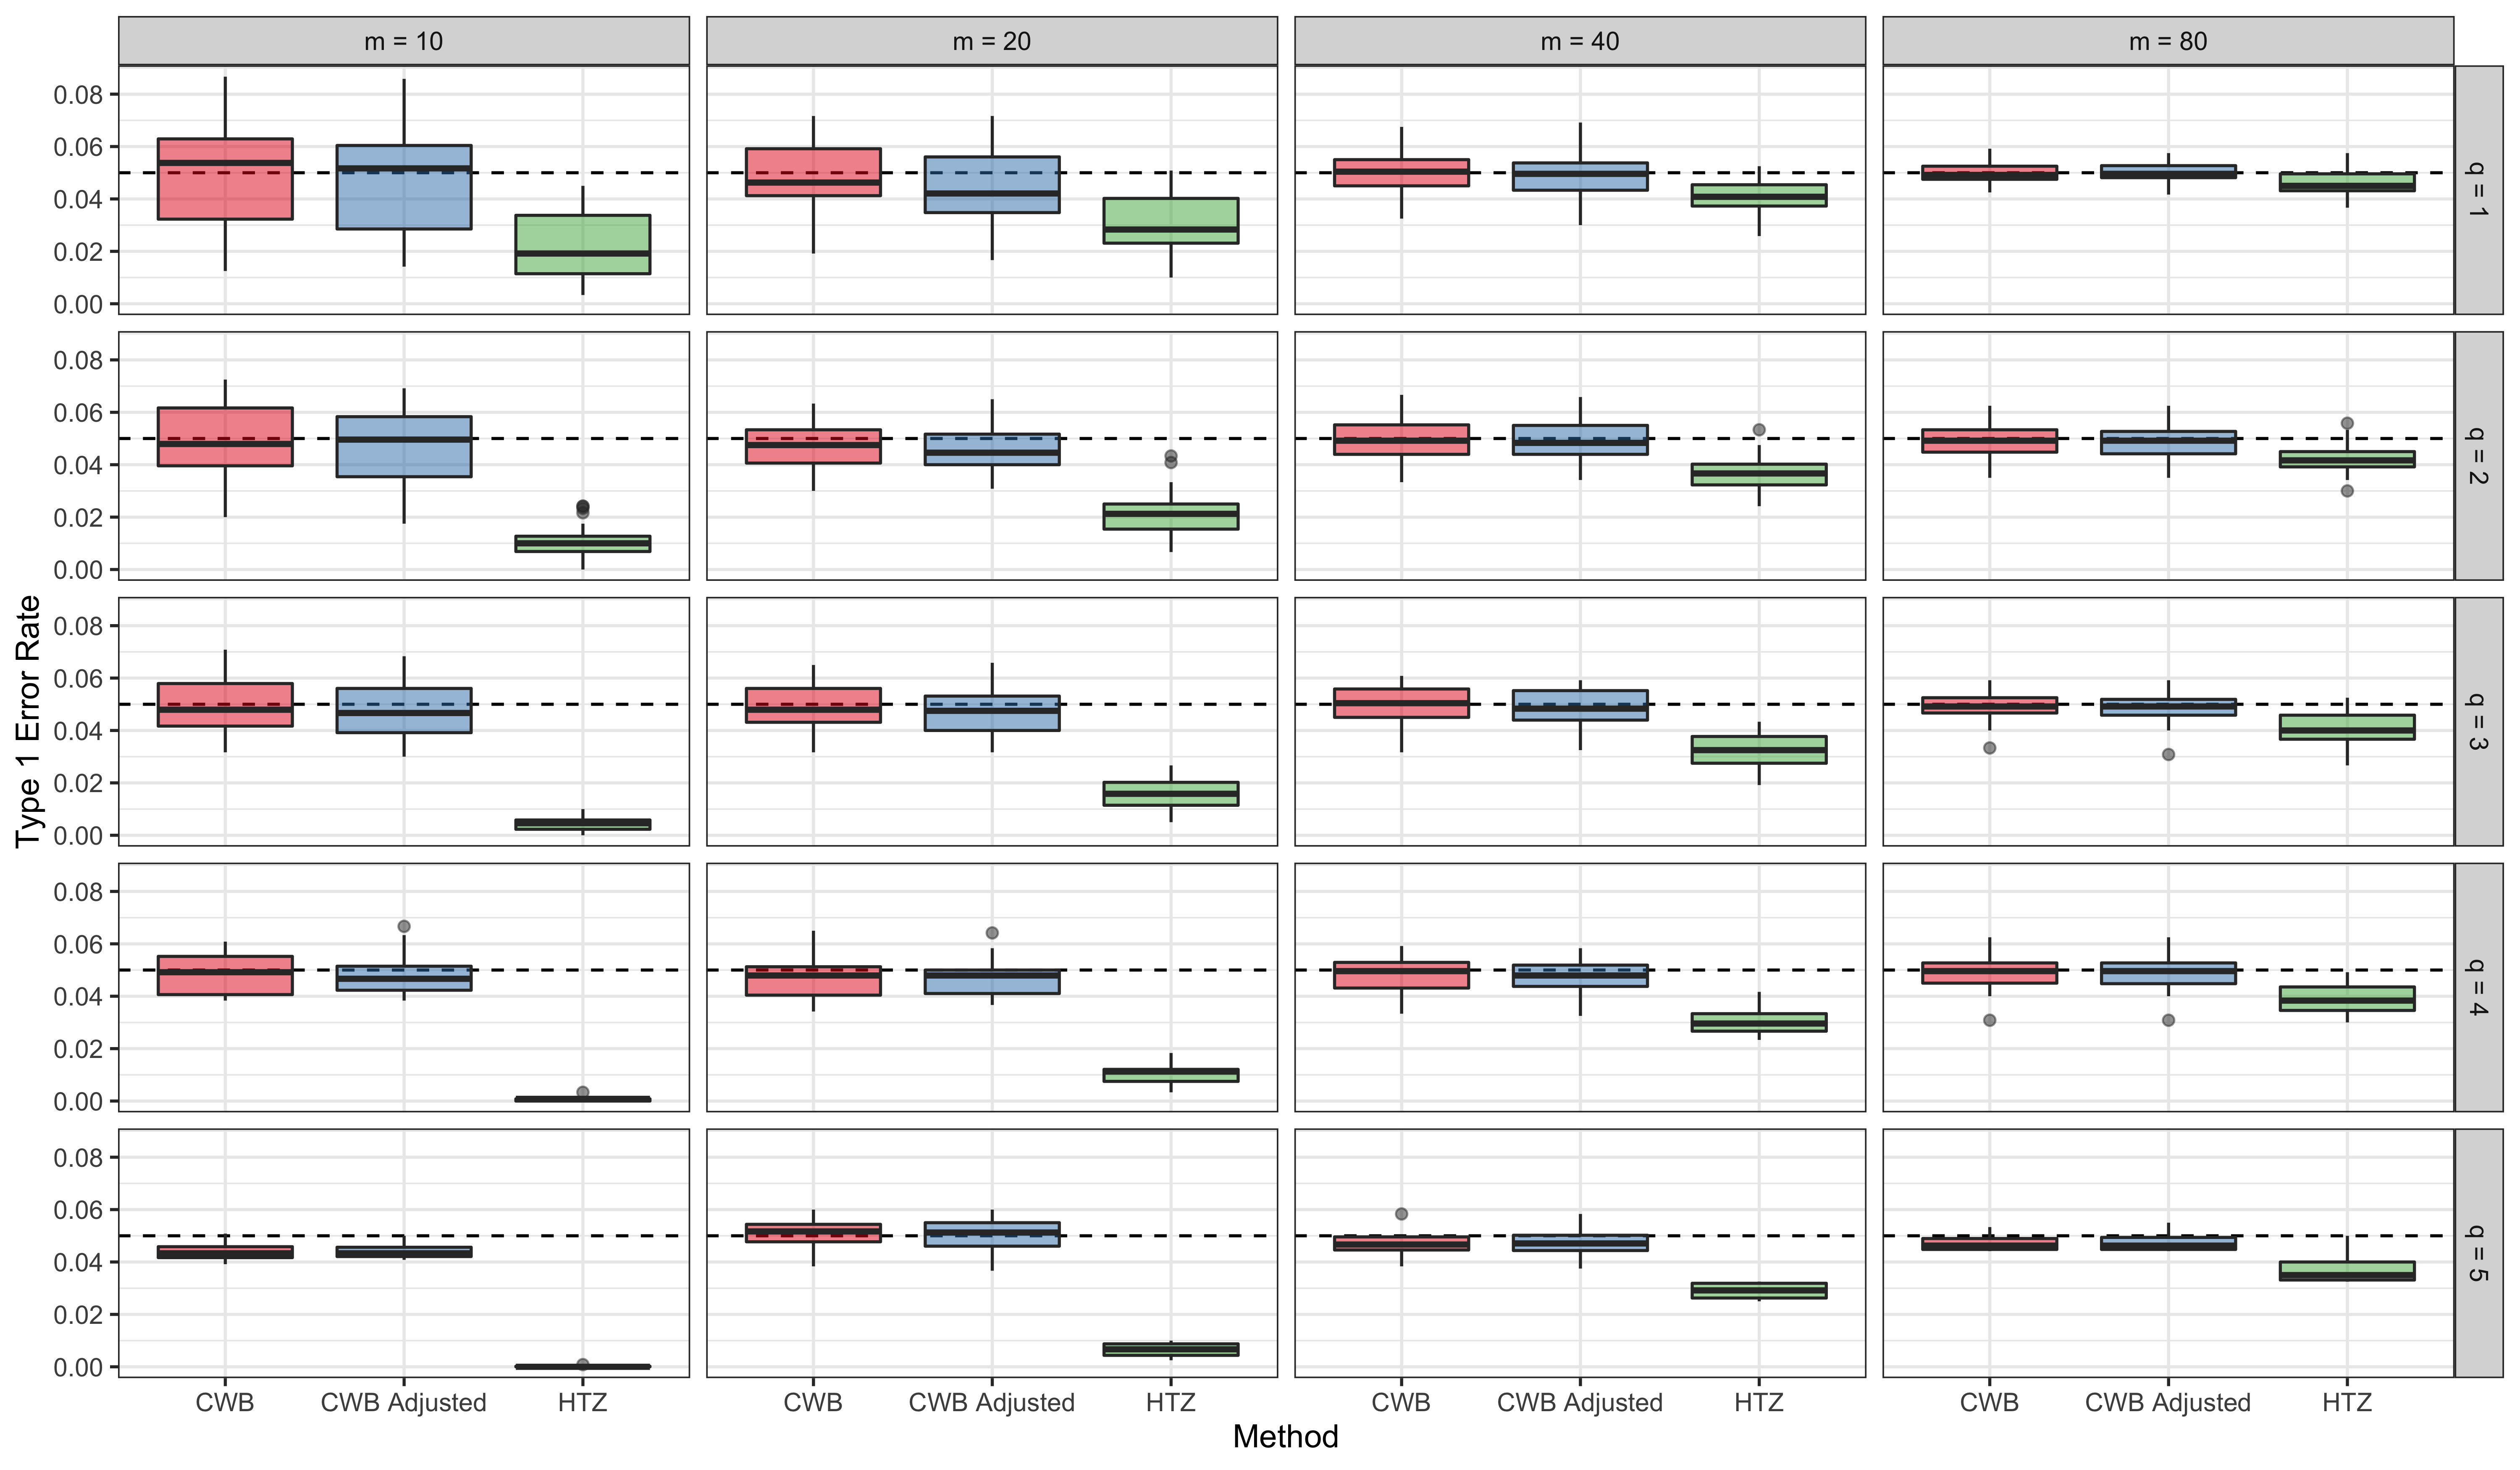 m = 10
m = 20
m = 40
m = 80
0.08
0.06
0.04
0.02
0.00
q = 1
0.08
0.06
0.04
0.02
0.00
q = 2
Type 1 Error Rate
0.08
0.06
0.04
0.02
0.00
q = 3
0.08
0.06
0.04
0.02
0.00
q = 4
0.08
0.06
0.04
0.02
0.00
q = 5
CWB
CWB Adjusted
HTZ
CWB
CWB Adjusted
HTZ
CWB
CWB Adjusted
HTZ
CWB
CWB Adjusted
HTZ
Method